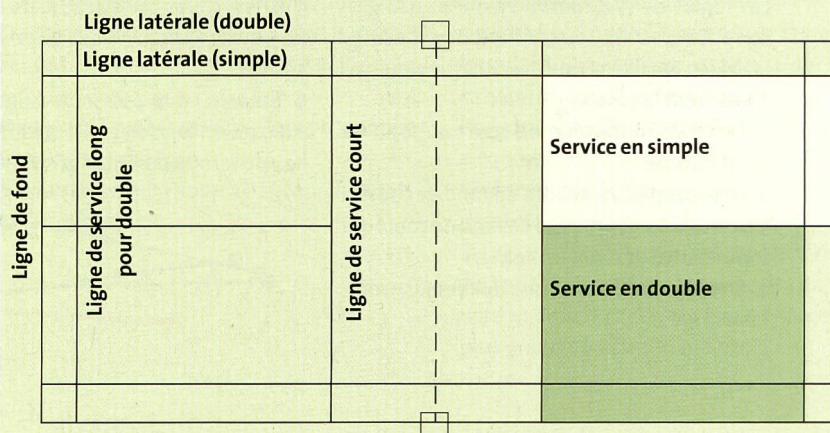 Ligne latérale (double)
Ligne latérale (simple)
Ligne de fond
Ligne de service long
pour double
Ligne de service court
Service en simple
Service en double